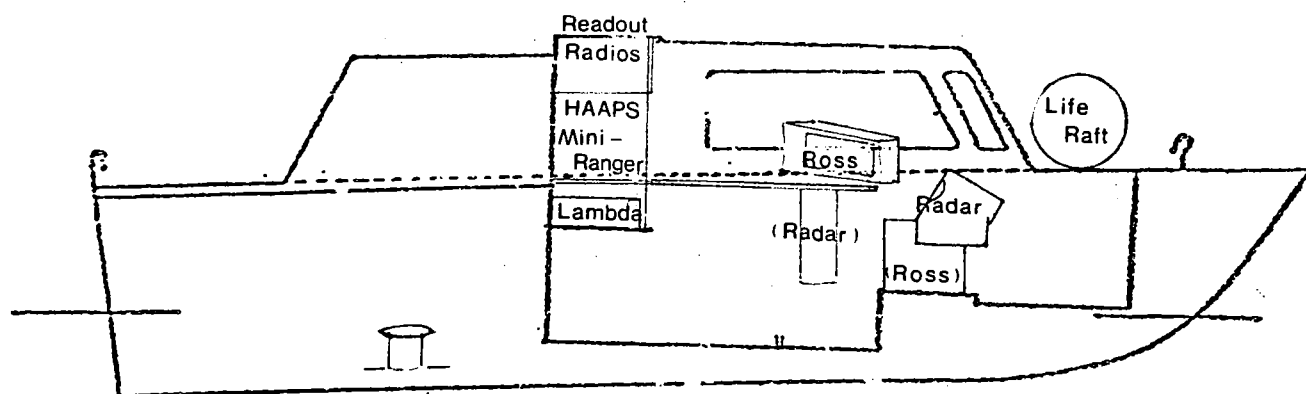 Readout
Radios
HAAPS
Mini-
Ranger
Lambda
Ross
(Radar)
Radar
(Ross)
Life
Raft